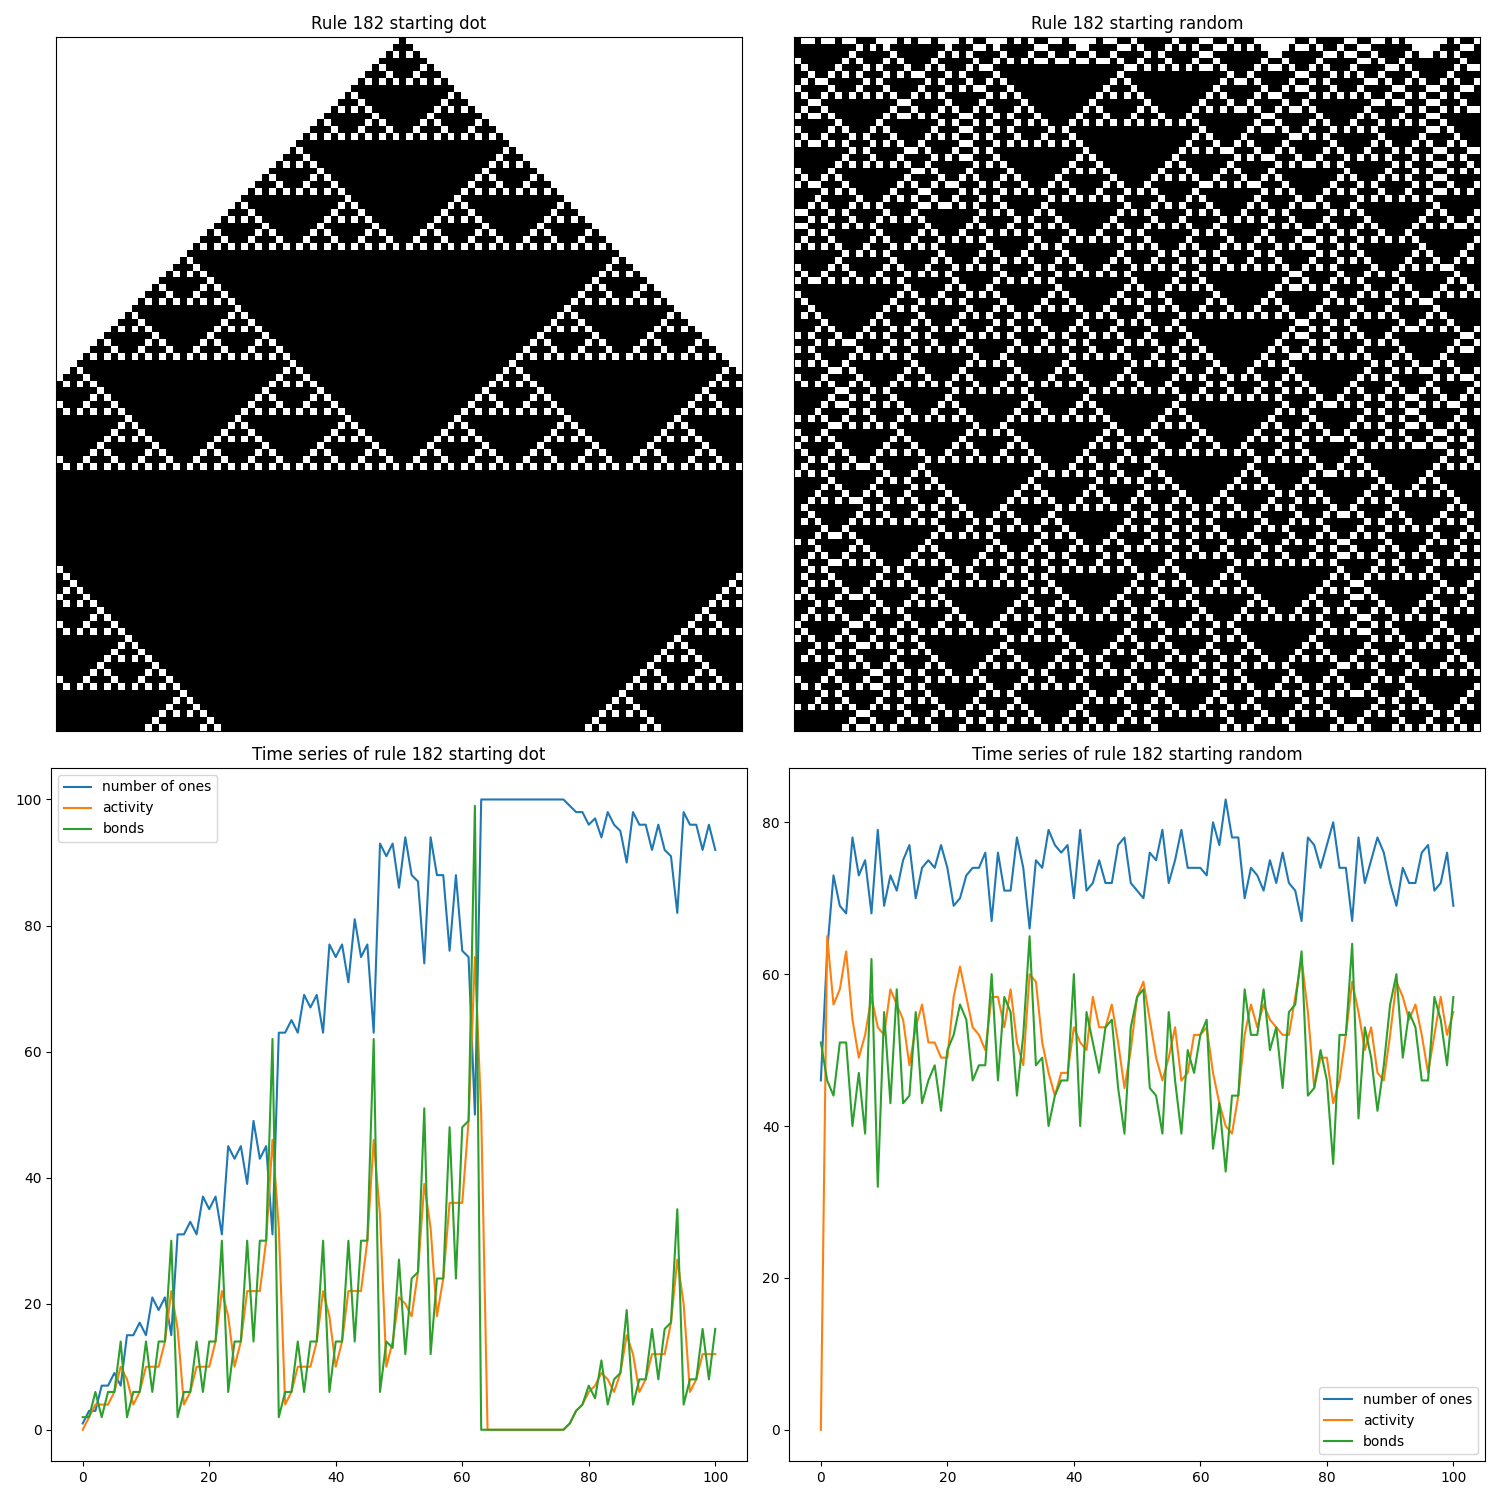 Rule 182 starting dot
Rule 182 starting random
Time series of rule 182 starting dot
number of ones
activity
bonds
100
80
60
40
20
0
0 20 40 60 80 100
Time series of rule 182 starting random
80
60
40
20
0
number of ones
activity
bonds
0 20 40 60 80 100